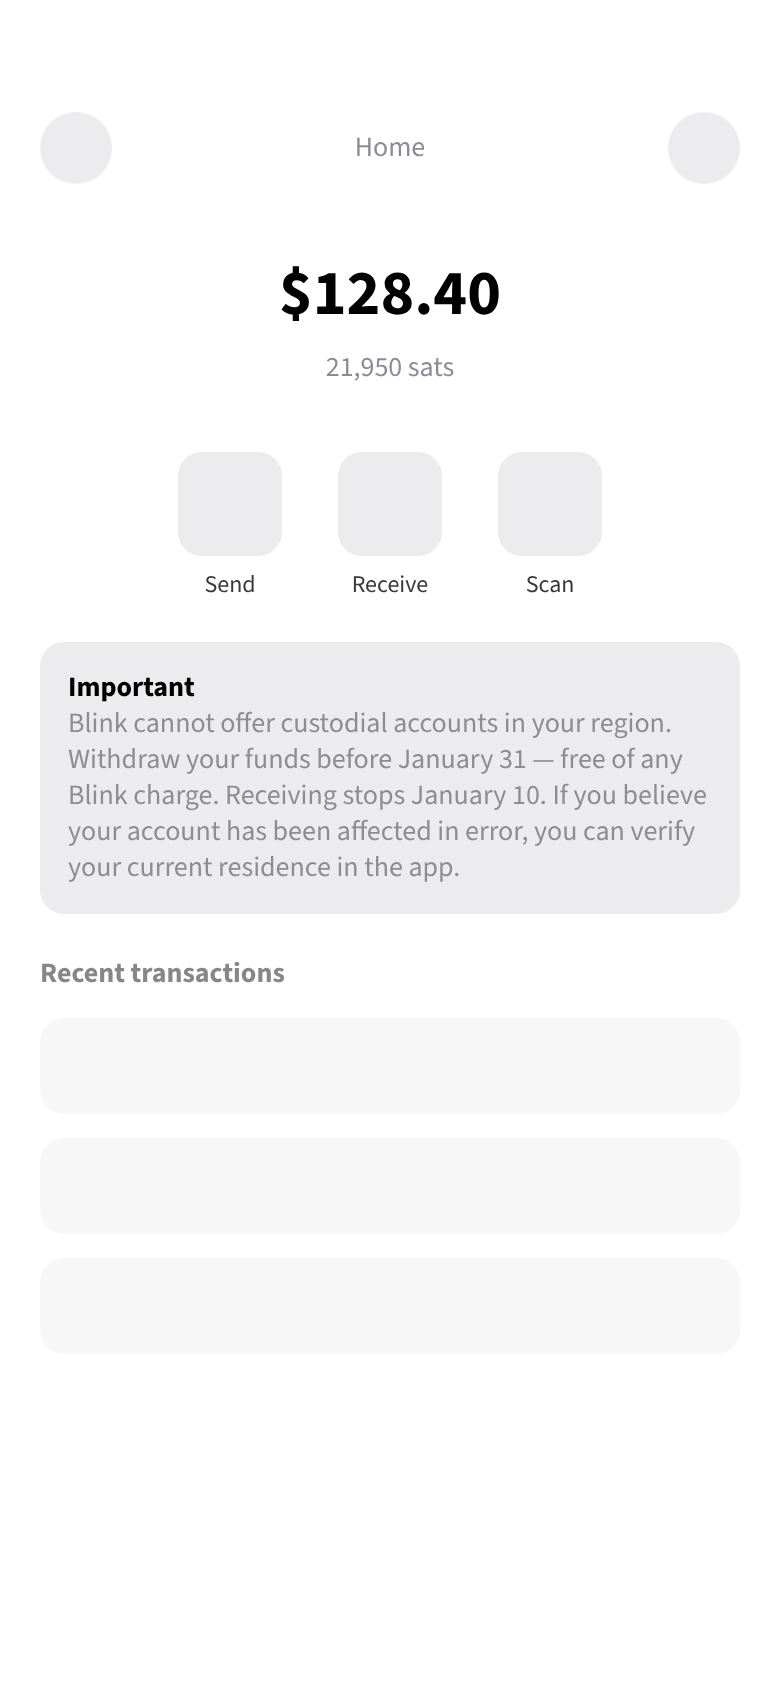 Home
$128.40
21,950 sats
Send
Receive
Scan
Important
Blink cannot offer custodial accounts in your region.
Withdraw your funds before January 31 — free of any
Blink charge. Receiving stops January 10. If you believe
your account has been affected in error, you can verify
your current residence in the app.
Recent transactions